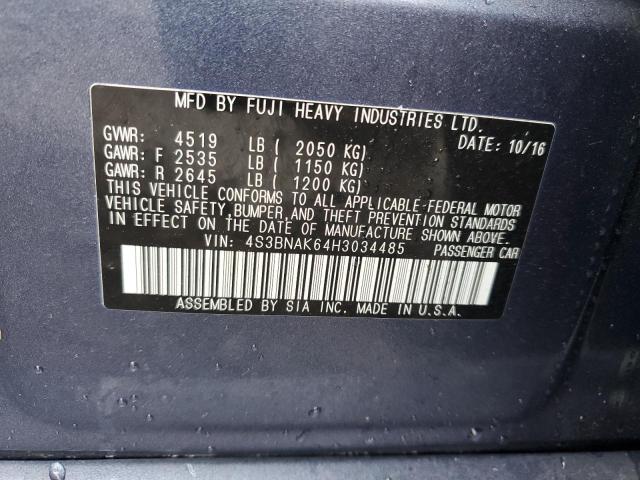 MFD BY FUJI HEAVY INDUSTRIES LTD.
DATE: 10/16
GVWR: 4519 LB ( 2050 KG)
GAWR: F 2535 LB ( 1150 KG)
GAWR: R 2645 LB ( 1200 KG)
THIS VEHICLE CONFORMS TO ALL APPLICABLE FEDERAL MOTOR
VEHICLE SAFETY, BUMPER, AND THEFT PREVENTION STANDARDS
IN EFFECT ON THE DATE OF MANUFACTURE SHOWN ABOVE.
VIN: 4S3BNAK64H3034485 PASSENGER CAR
ASSEMBLED BY SIA INC. MADE IN U.S.A.